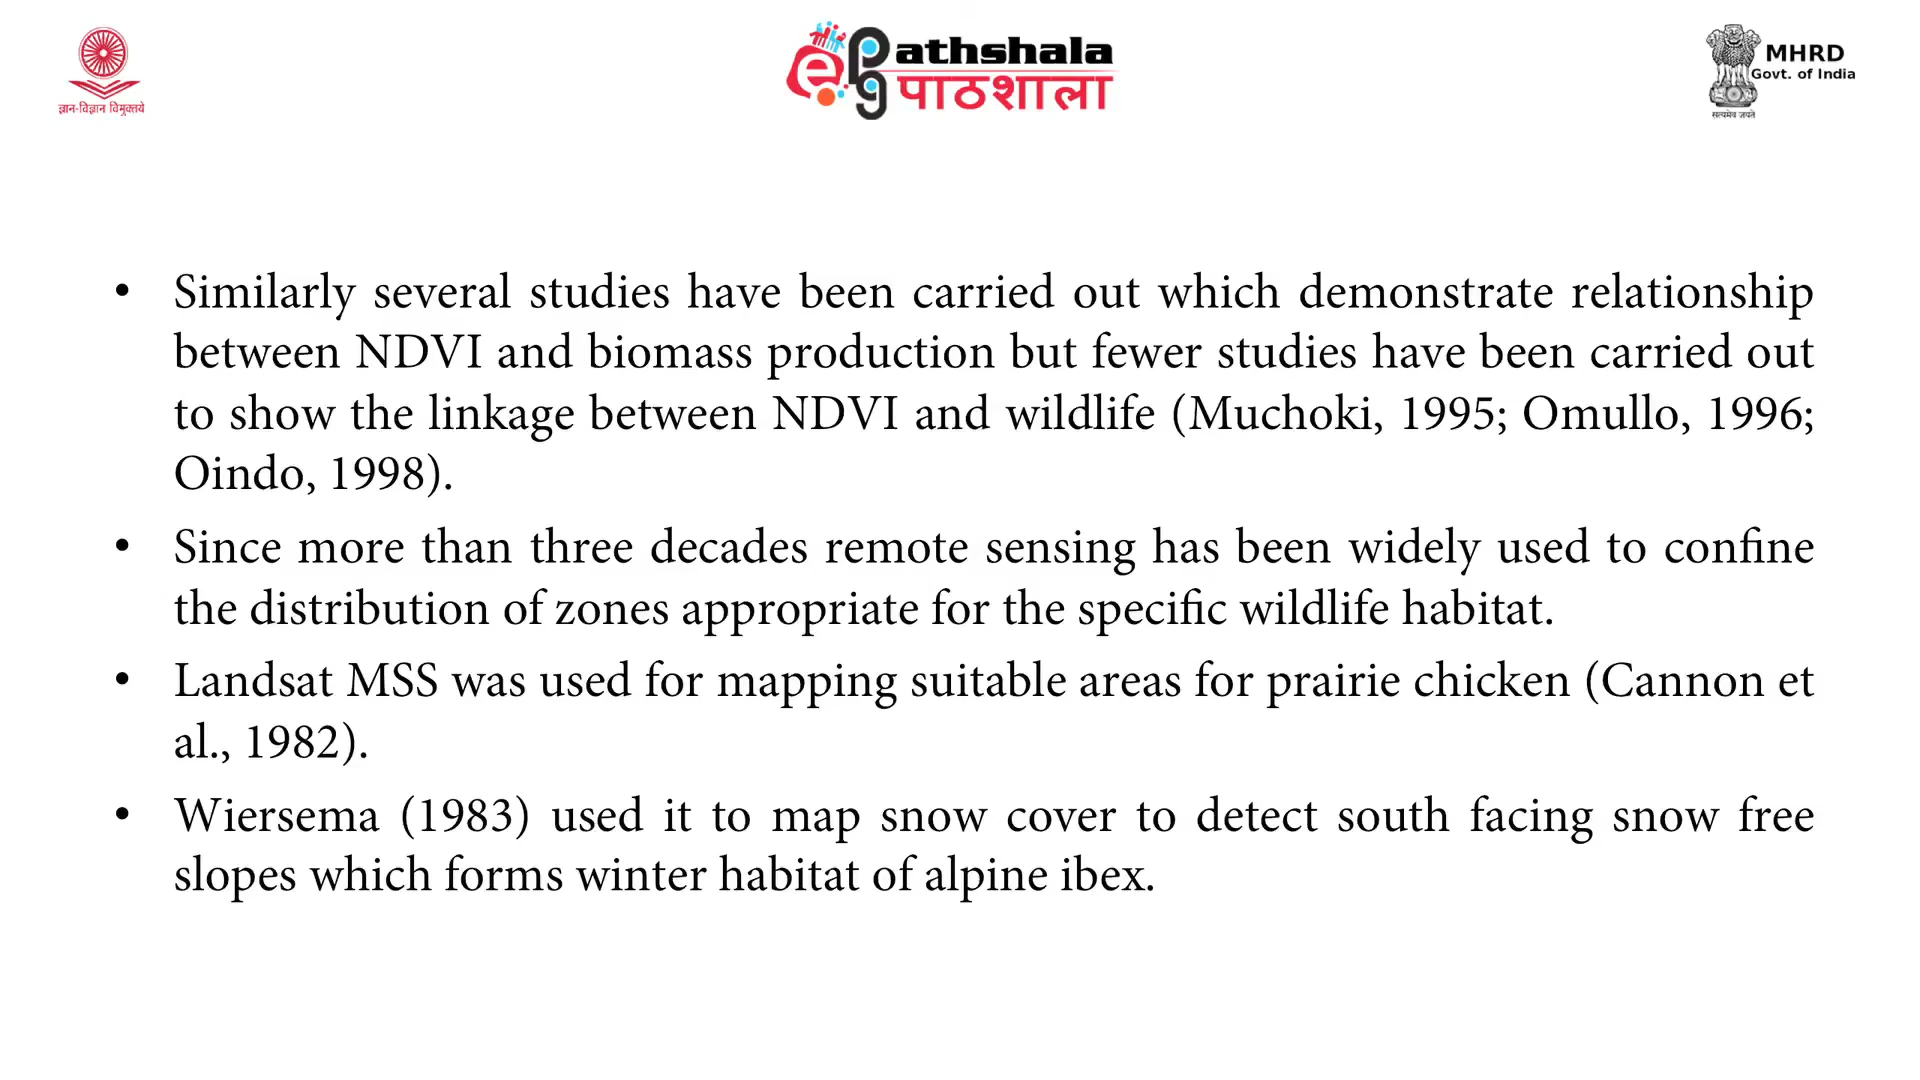 ज्ञान-विज्ञान विमुक्तये
e
PG
athshala
पाठशाला
MHRD
Govt. of India
सत्यमेव जयते
• Similarly several studies have been carried out which demonstrate relationship
between NDVI and biomass production but fewer studies have been carried out
to show the linkage between NDVI and wildlife (Muchoki, 1995; Omullo, 1996;
Oindo, 1998).
• Since more than three decades remote sensing has been widely used to confine
the distribution of zones appropriate for the specific wildlife habitat.
• Landsat MSS was used for mapping suitable areas for prairie chicken (Cannon et
al., 1982).
• Wiersema (1983) used it to map snow cover to detect south facing snow free
slopes which forms winter habitat of alpine ibex.